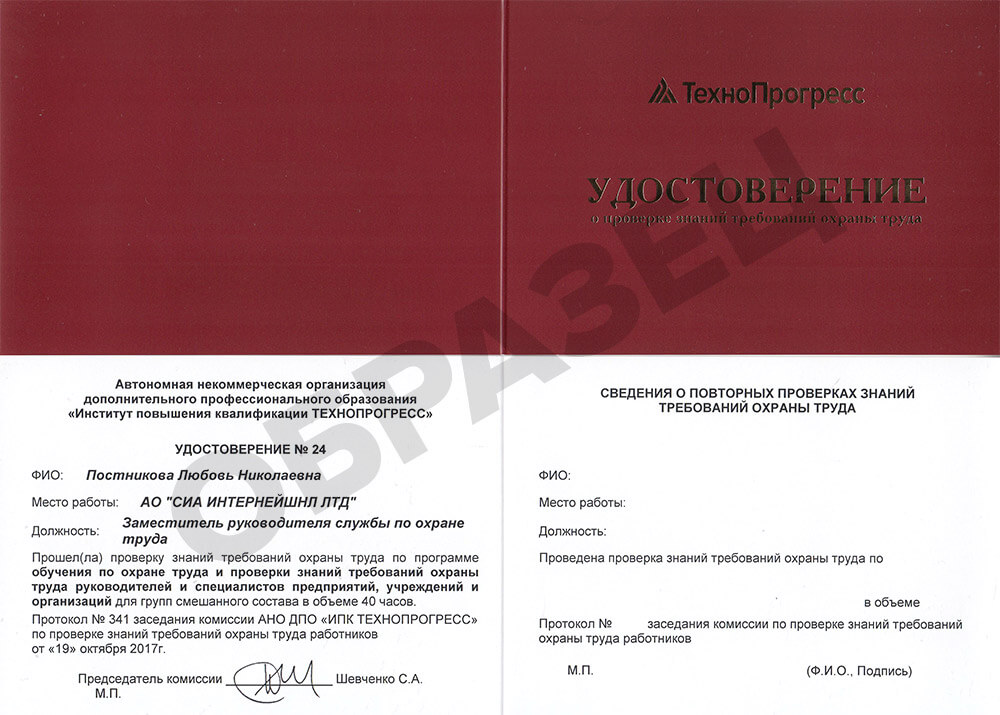 ТехноПрогресс
УДОСТОВЕРЕНИЕ
о проверке знаний требований охраны труда
ОБРАЗЕЦ
Автономная некоммерческая организация
дополнительного профессионального образования
«Институт повышения квалификации ТЕХНОПРОГРЕСС»
УДОСТОВЕРЕНИЕ № 24
ФИО: Постникова Любовь Николаевна
Место работы: АО "СИА ИНТЕРНЕЙШНЛ ЛТД"
Должность: Заместитель руководителя службы по охране
труда
Прошел(ла) проверку знаний требований охраны труда по программе
обучения по охране труда и проверки знаний требований охраны
труда руководителей и специалистов предприятий, учреждений и
организаций для групп смешанного состава в объеме 40 часов.
Протокол № 341 заседания комиссии АНО ДПО «ИПК ТЕХНОПРОГРЕСС»
по проверке знаний требований охраны труда работников
от «19» октября 2017г.
Председатель комиссии Шевченко С.А.
М.П.
СВЕДЕНИЯ О ПОВТОРНЫХ ПРОВЕРКАХ ЗНАНИЙ
ТРЕБОВАНИЙ ОХРАНЫ ТРУДА
ФИО:
Место работы:
Должность:
Проведена проверка знаний требований охраны труда по
в объеме
Протокол № заседания комиссии по проверке знаний требований
охраны труда работников
М.П. (Ф.И.О., Подпись)